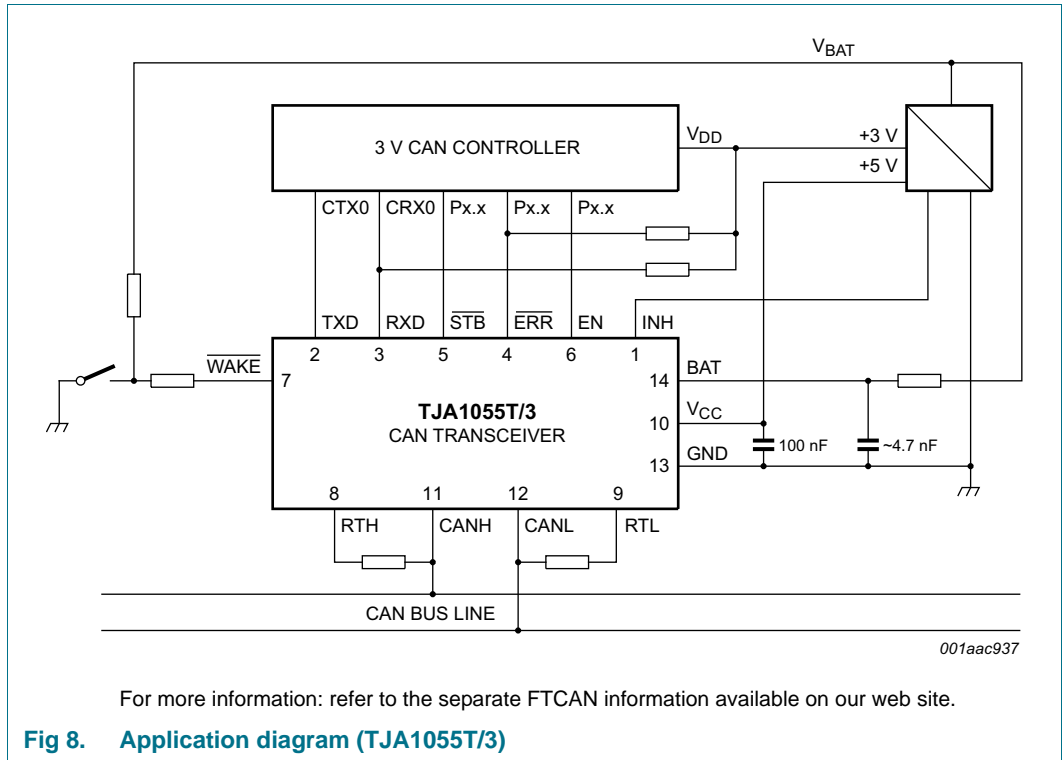 VBAT
3 V CAN CONTROLLER
VDD
+3 V
+5 V
CTX0 CRX0 Px.x Px.x Px.x
TXD RXD STB ERR EN INH
2 3 5 4 6 1
WAKE
7
14 BAT
TJA1055T/3
CAN TRANSCEIVER
10 VCC
100 nF
~4.7 nF
13 GND
8 11 12 9
RTH CANH CANL RTL
CAN BUS LINE
001aac937
For more information: refer to the separate FTCAN information available on our web site.
Fig 8. Application diagram (TJA1055T/3)